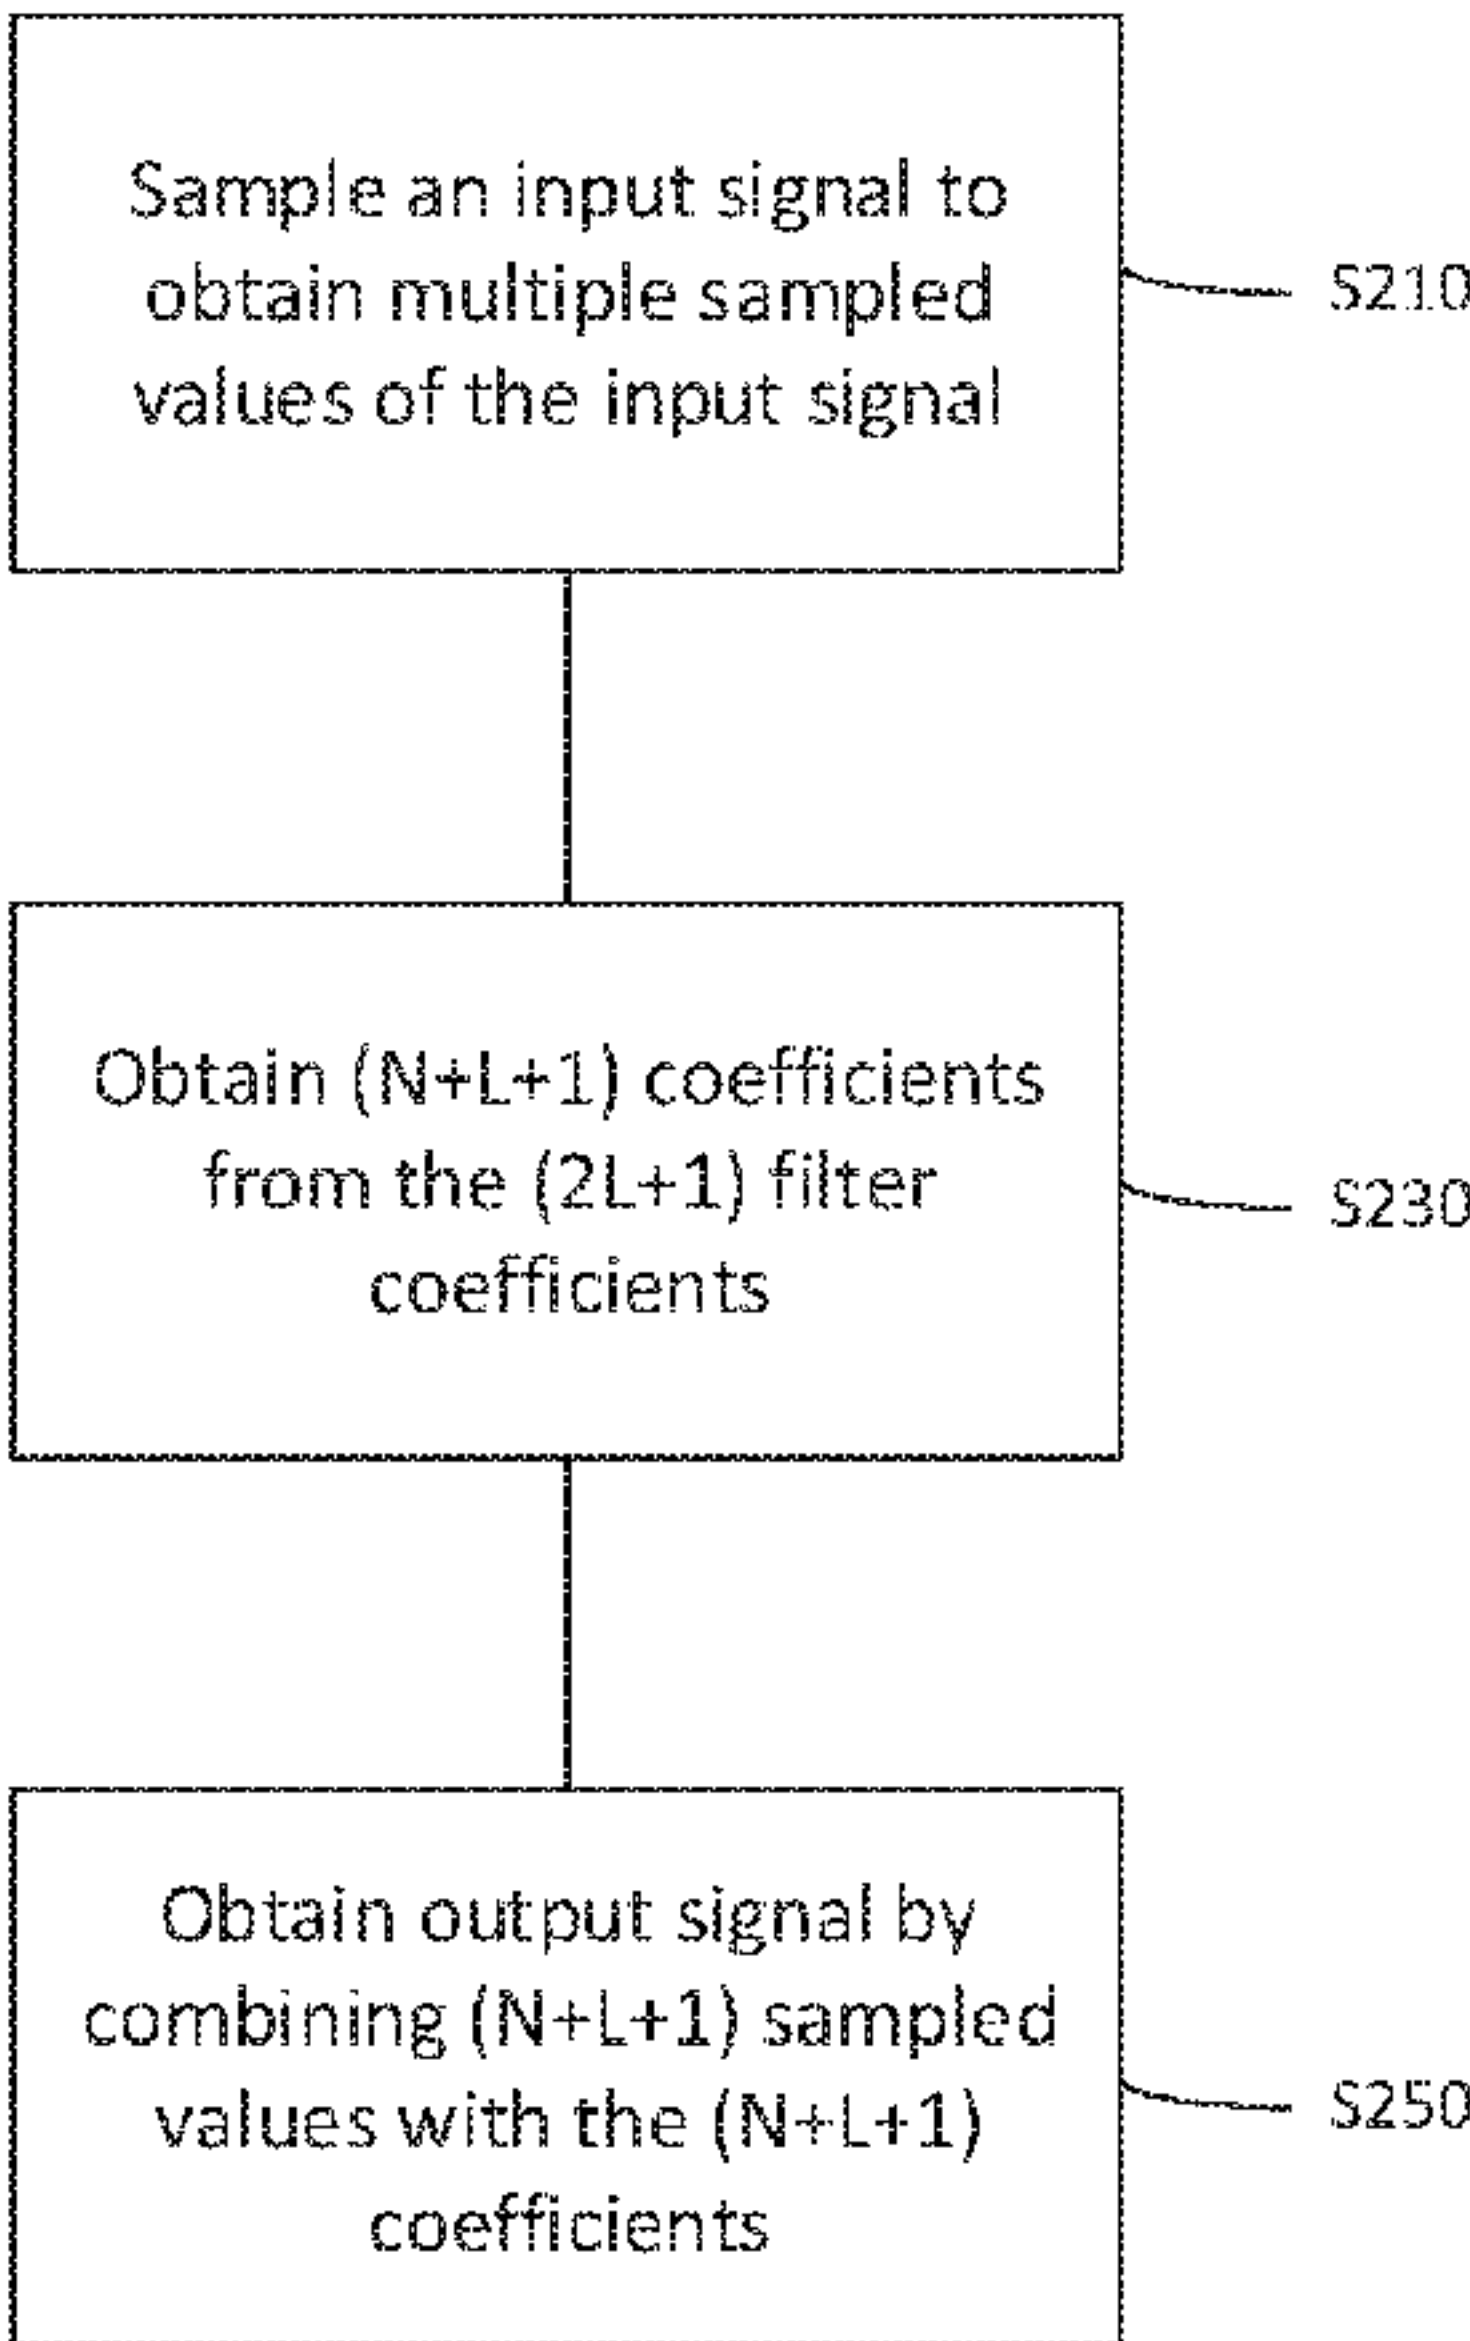 Sample an input signal to
obtain multiple sampled
values of the input signal
S210
Obtain (N+L+1) coefficients
from the (2L+1) filter
coefficients
S230
Obtain output signal by
combining (N+L+1) sampled
values with the (N+L+1)
coefficients
S250